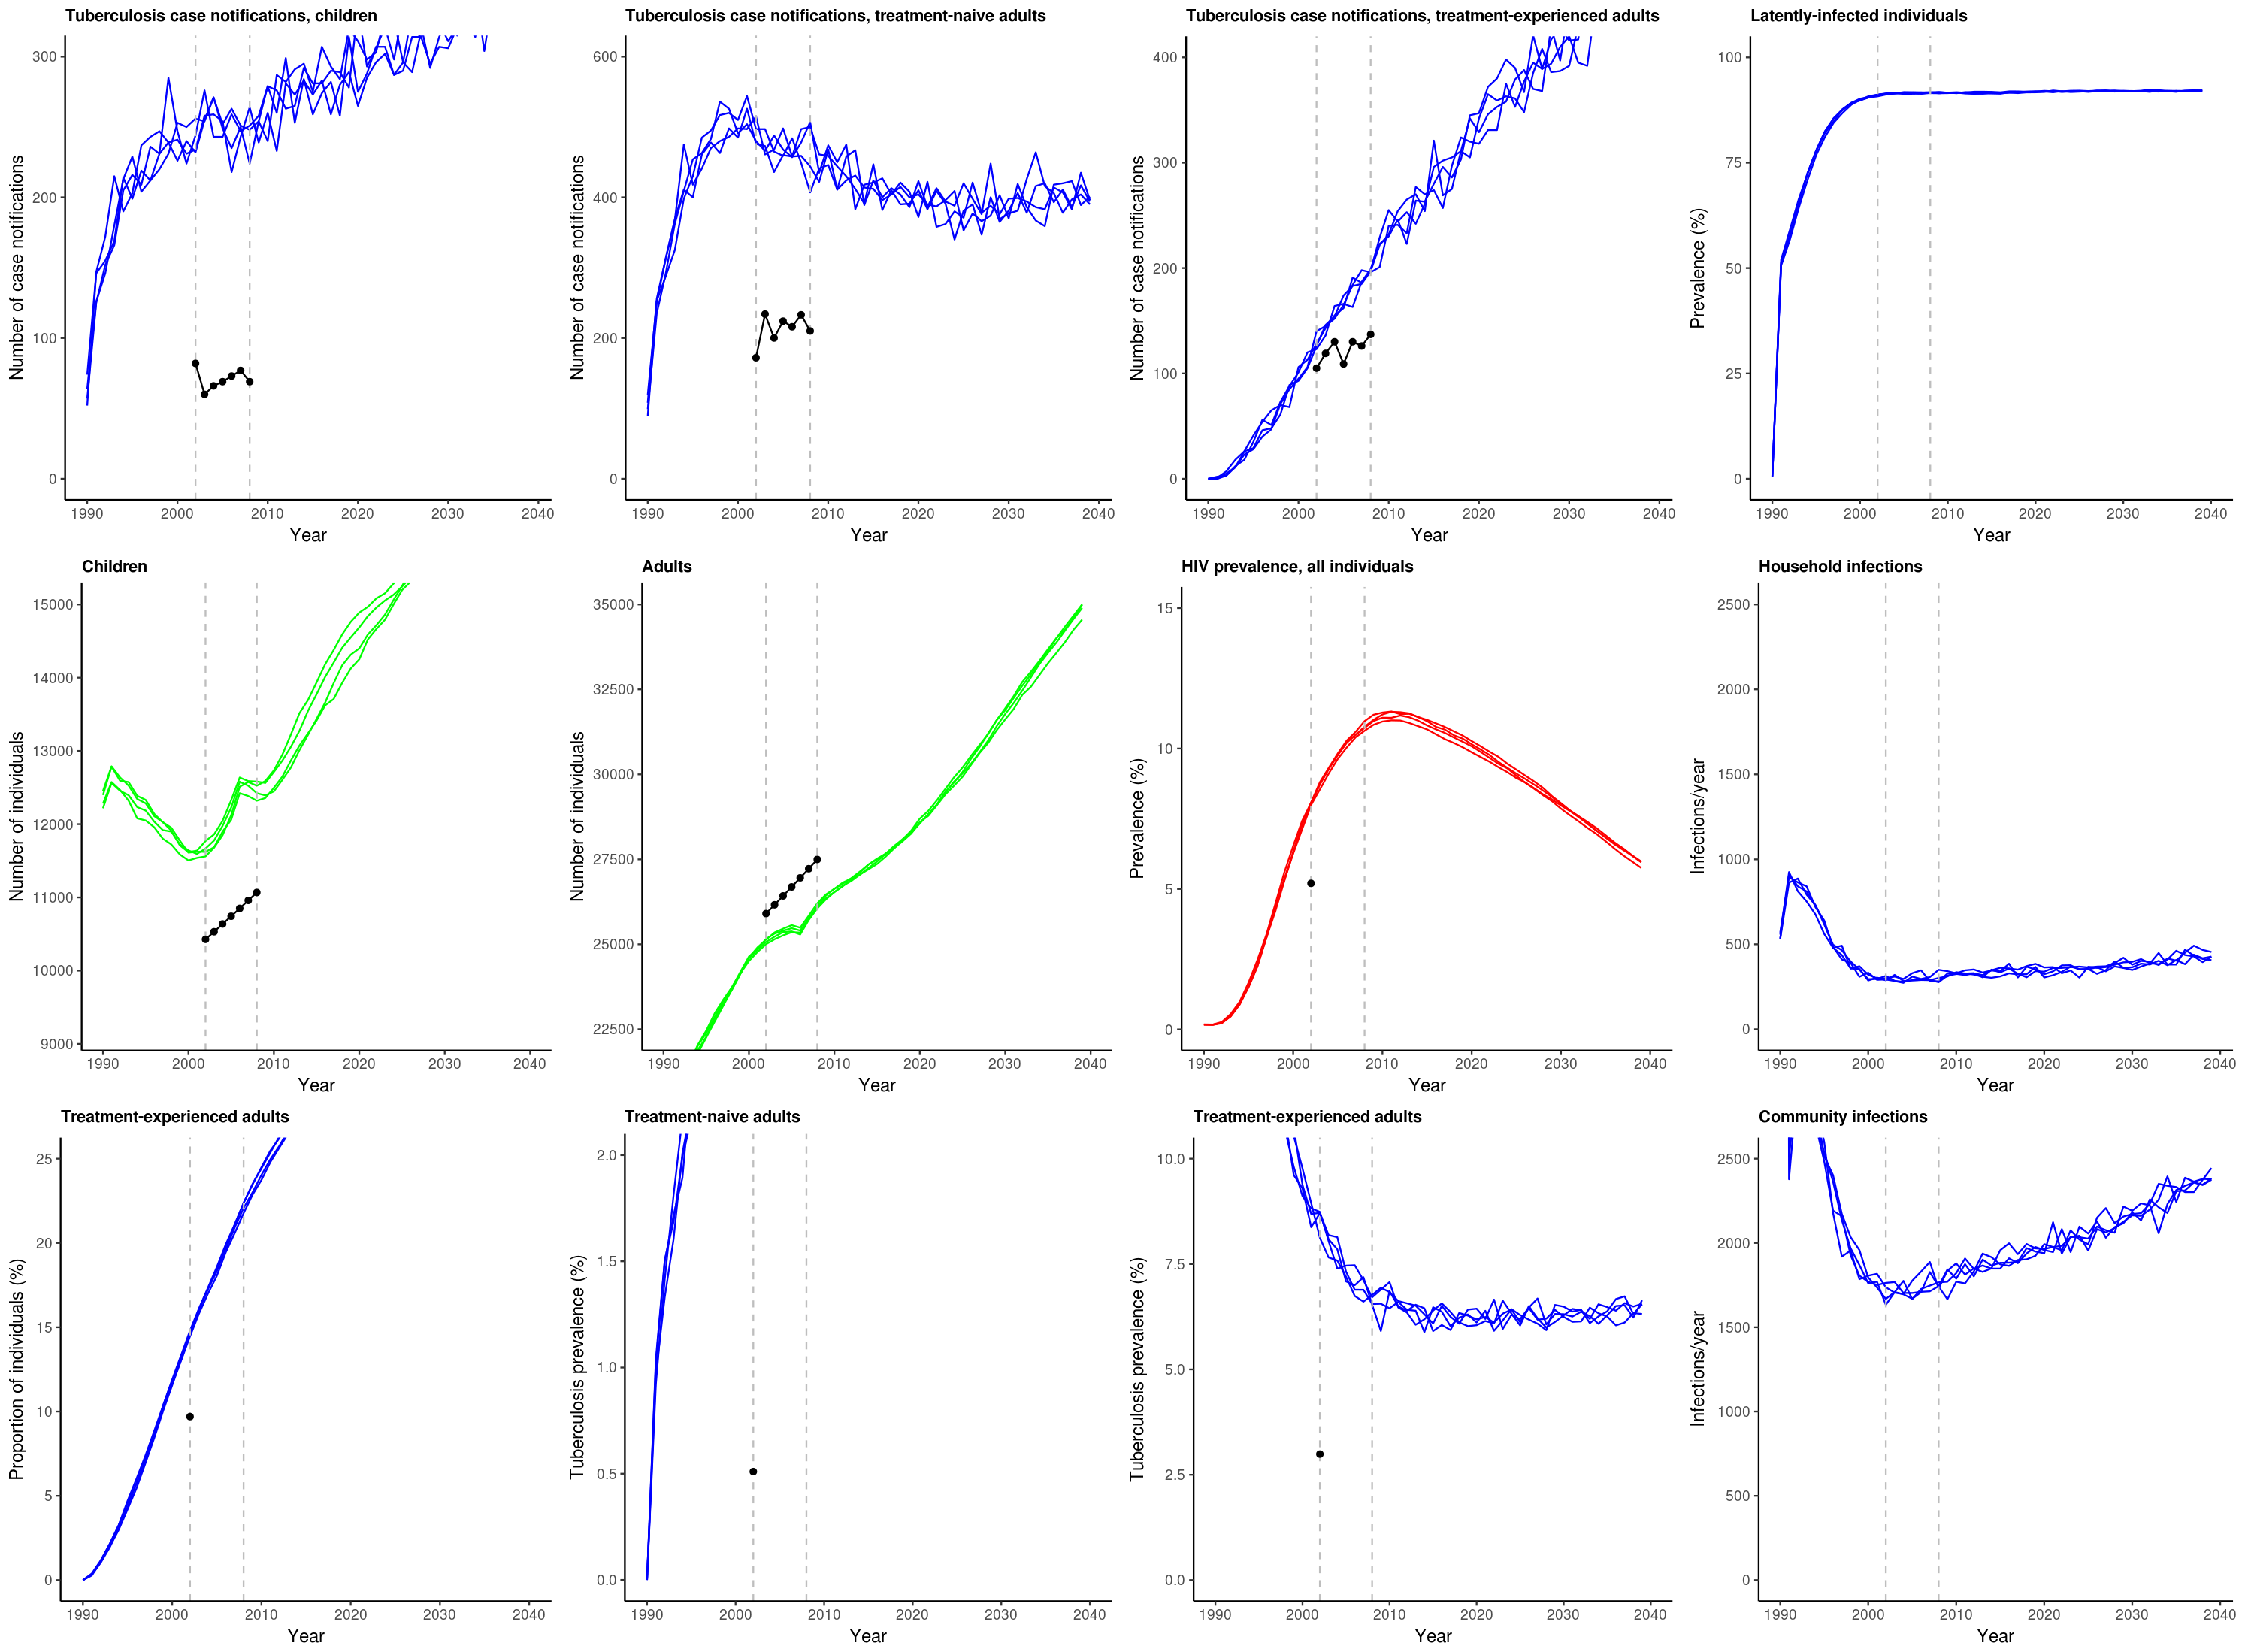 Tuberculosis case notifications, children
Number of case notifications
300
200
100
0
1990 2000 2010 2020 2030 2040
Year
Tuberculosis case notifications, treatment-naive adults
Number of case notifications
600
400
200
0
1990 2000 2010 2020 2030 2040
Year
Tuberculosis case notifications, treatment-experienced adults
Number of case notifications
400
300
200
100
0
1990 2000 2010 2020 2030 2040
Year
Latently-infected individuals
Prevalence (%)
100
75
50
25
0
1990 2000 2010 2020 2030 2040
Year
Children
Number of individuals
15000
14000
13000
12000
11000
10000
9000
1990 2000 2010 2020 2030 2040
Year
Adults
Number of individuals
35000
32500
30000
27500
25000
22500
1990 2000 2010 2020 2030 2040
Year
HIV prevalence, all individuals
Prevalence (%)
15
10
5
0
1990 2000 2010 2020 2030 2040
Year
Household infections
Infections/year
2500
2000
1500
1000
500
0
1990 2000 2010 2020 2030 2040
Year
Treatment-experienced adults
Proportion of individuals (%)
25
20
15
10
5
0
1990 2000 2010 2020 2030 2040
Year
Treatment-naive adults
Tuberculosis prevalence (%)
2.0
1.5
1.0
0.5
0.0
1990 2000 2010 2020 2030 2040
Year
Treatment-experienced adults
Tuberculosis prevalence (%)
10.0
7.5
5.0
2.5
0.0
1990 2000 2010 2020 2030 2040
Year
Community infections
Infections/year
2500
2000
1500
1000
500
0
1990 2000 2010 2020 2030 2040
Year